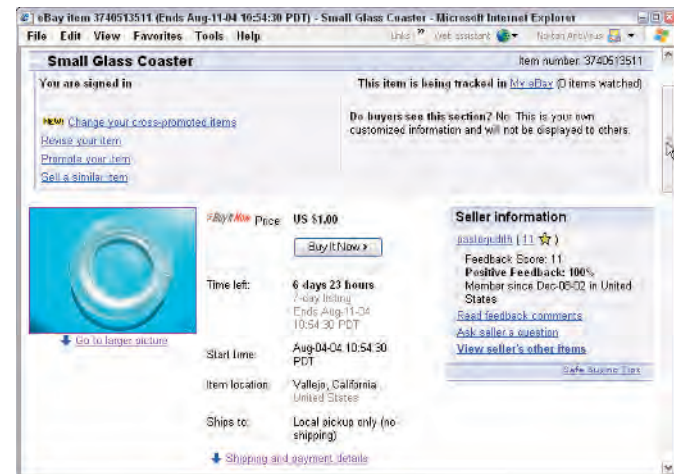 eBay item 3740513511 (Ends Aug-11-04 10:54:30 PDT) - Small Glass Coaster - Microsoft Internet Explorer
File Edit View Favorites Tools Help Links » Web assistant Norton AntiVirus
Small Glass Coaster Item number: 3740513511
You are signed in
This item is being tracked in My eBay (0 items watched)
NEW! Change your cross-promoted items
Revise your item
Promote your item
Sell a similar item
Do buyers see this section? No. This is your own
customized information and will not be displayed to others.
Go to larger picture
Buy It Now Price: US $1.00
Buy It Now >
Time left: 6 days 23 hours
7-day listing
Ends Aug-11-04
10:54:30 PDT
Start time: Aug-04-04 10:54:30
PDT
Item location: Vallejo, California
United States
Ships to: Local pickup only (no
shipping)
Shipping and payment details
Seller information
( 11 )
Feedback Score: 11
Positive Feedback: 100%
Member since Dec-06-02 in United
States
Read feedback comments
Ask seller a question
View seller's other items
Safe Buying Tips